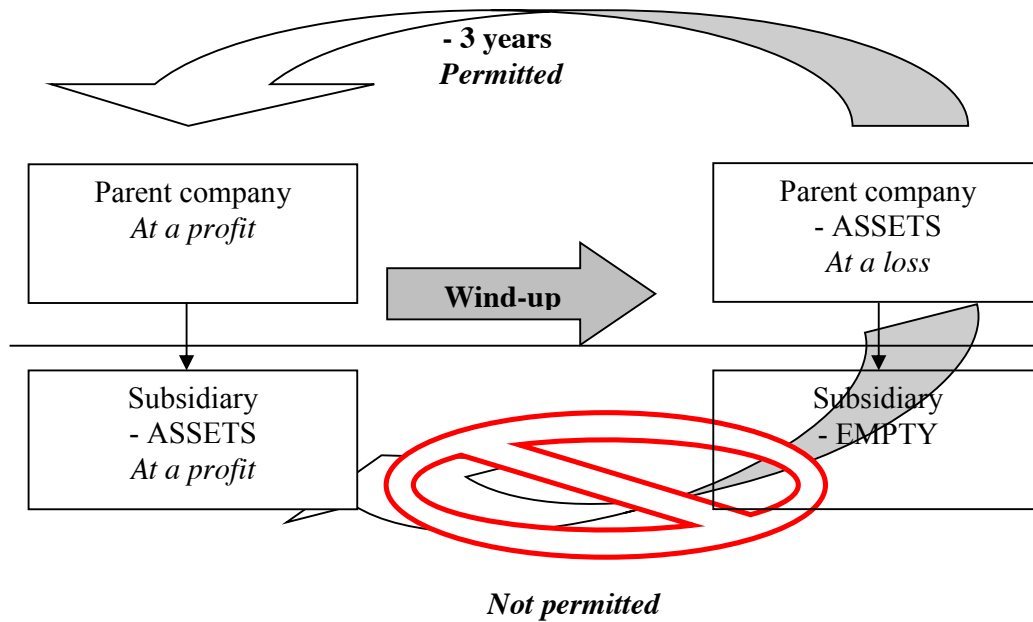 - 3 years
Permitted
Parent company
At a profit
Parent company
- ASSETS
At a loss
Wind-up
Subsidiary
- ASSETS
At a profit
Subsidiary
- EMPTY
Not permitted